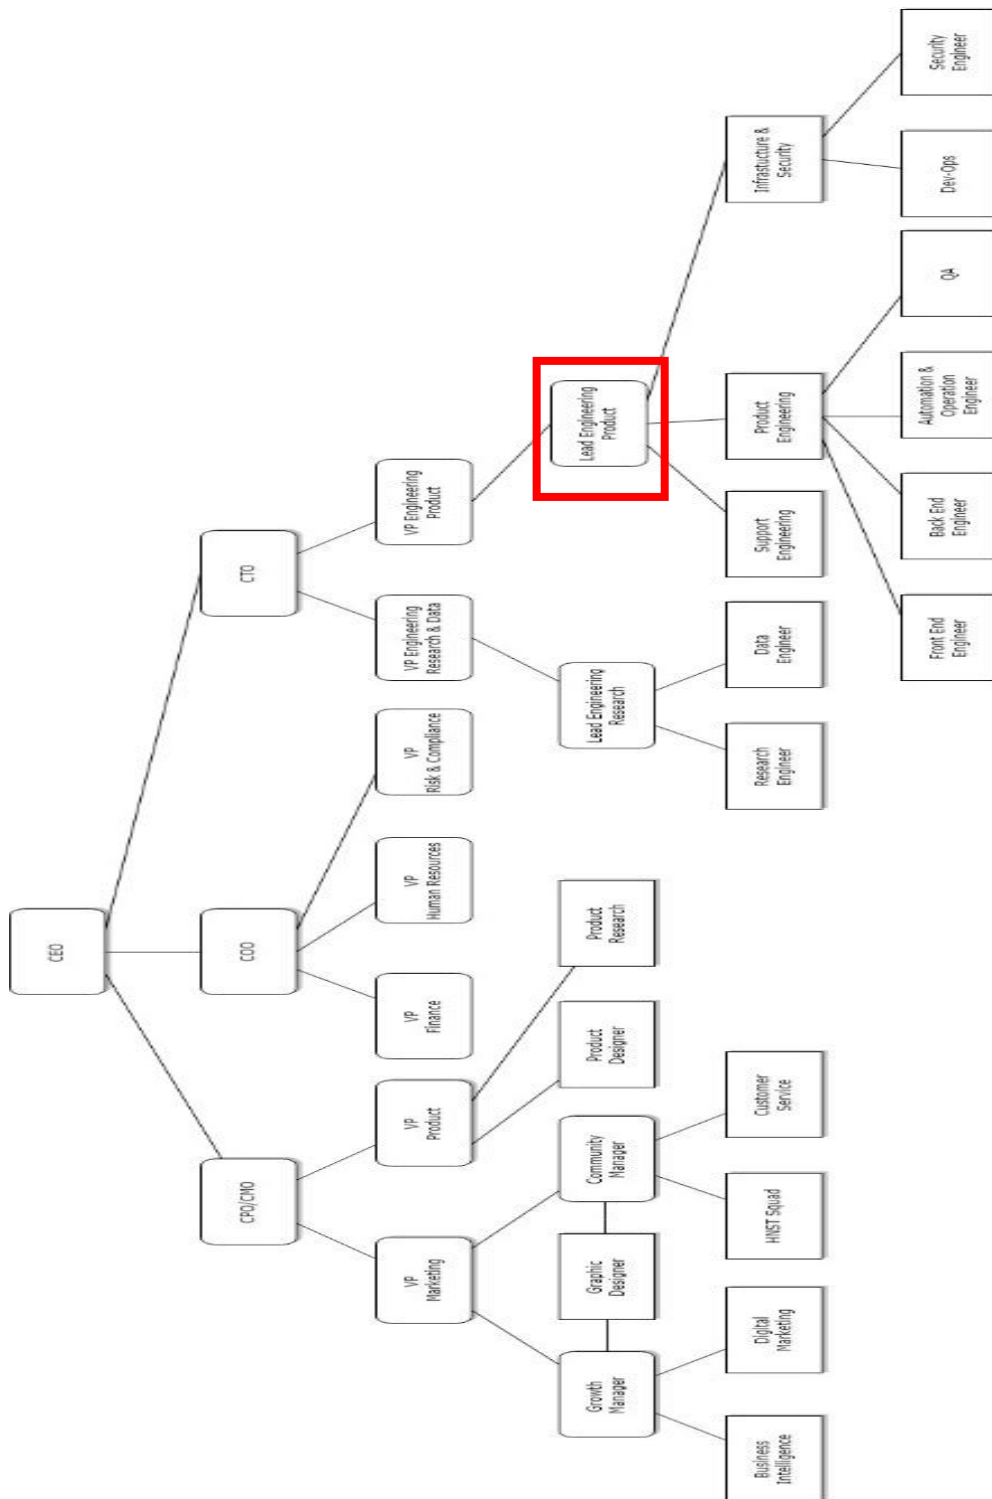 CEO
CPO/CMO
COO
CTO
VP
Marketing
VP
Product
VP
Finance
VP
Human Resources
VP
Risk & Compliance
VP Engineering
Research & Data
VP Engineering
Product
Growth
Manager
Graphic
Designer
Community
Manager
Product
Designer
Product
Research
Lead Engineering
Research
Lead Engineering
Product
Business
Intelligence
Digital
Marketing
HNST Squad
Customer
Service
Research
Engineer
Data
Engineer
Support
Engineering
Product
Engineering
Infrastucture &
Security
Front End
Engineer
Back End
Engineer
Automation &
Operation
Engineer
QA
Dev-Ops
Security
Engineer